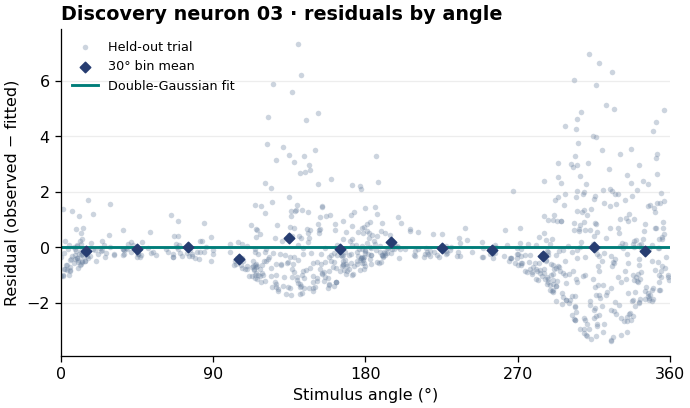 Discovery neuron 03 · residuals by angle
Held-out trial
30° bin mean
Double-Gaussian fit
Residual (observed − fitted)
6
4
2
0
−2
0 90 180 270 360
Stimulus angle (°)